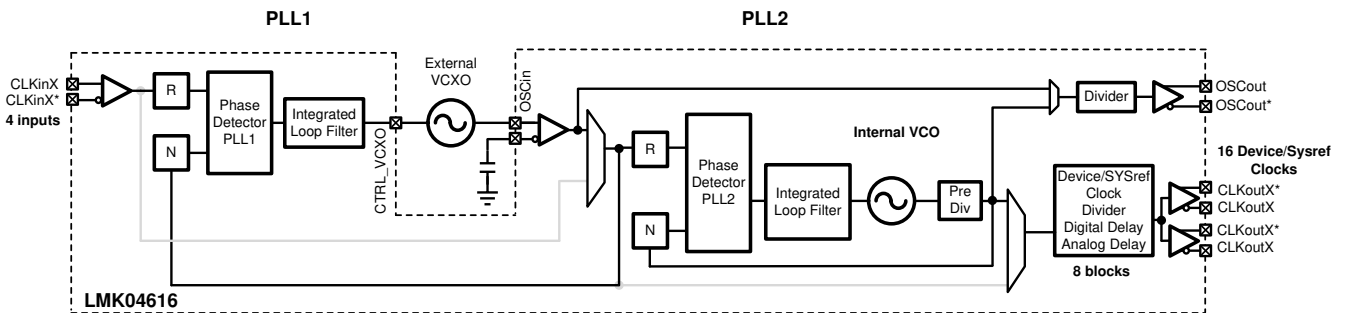 PLL1
PLL2
CLKinX
CLKinX*
4 inputs
R
N
Phase
Detector
PLL1
Integrated
Loop Filter
CTRL_VCXO
External
VCXO
OSCin
R
N
Phase
Detector
PLL2
Integrated
Loop Filter
Internal VCO
Pre
Div
Divider
OSCout
OSCout*
16 Device/Sysref
Clocks
Device/SYSref
Clock
Divider
Digital Delay
Analog Delay
8 blocks
CLKoutX*
CLKoutX
CLKoutX*
CLKoutX
LMK04616